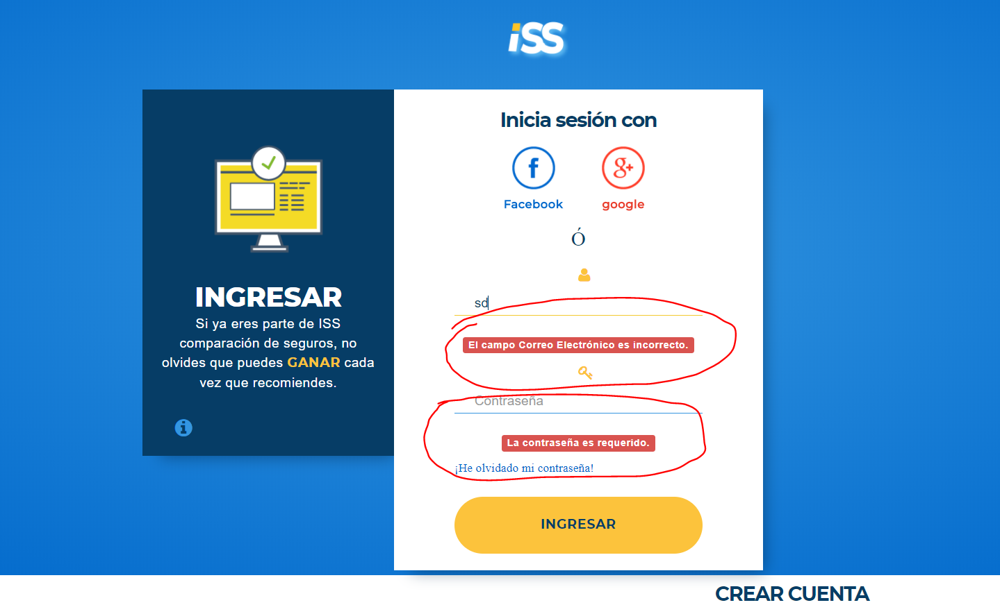 iSS
INGRESAR
Si ya eres parte de ISS
comparación de seguros, no
olvides que puedes GANAR cada
vez que recomiendes.
Inicia sesión con
f
g+
Facebook
google
Ó
sd
El campo Correo Electrónico es incorrecto.
Contraseña
La contraseña es requerido.
¡He olvidado mi contraseña!
INGRESAR
CREAR CUENTA